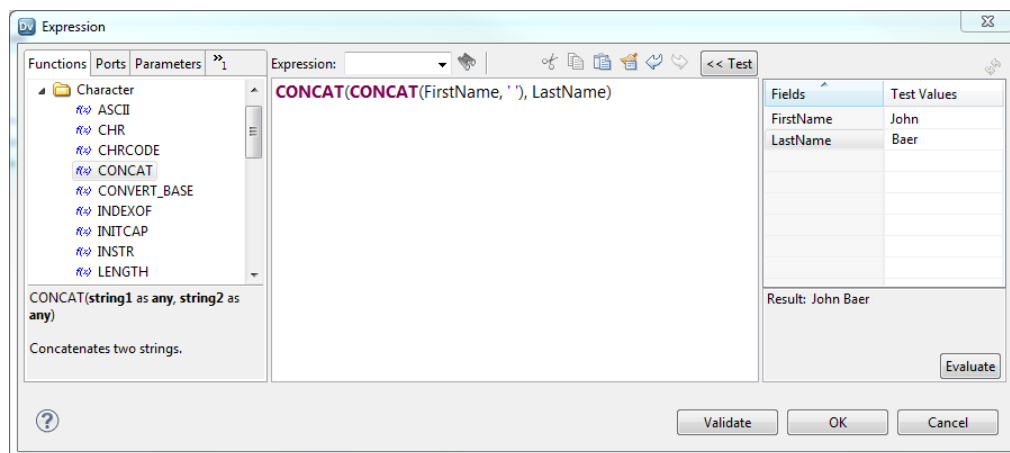 Dv Expression
Functions Ports Parameters »1
Expression:
<< Test
Character
f(x) ASCII
f(x) CHR
f(x) CHRCODE
f(x) CONCAT
f(x) CONVERT_BASE
f(x) INDEXOF
f(x) INITCAP
f(x) INSTR
f(x) LENGTH
CONCAT(string1 as any, string2 as
any)
Concatenates two strings.
CONCAT(CONCAT(FirstName, ' '), LastName)
Fields Test Values
FirstName John
LastName Baer
Result: John Baer
Evaluate
?
Validate OK Cancel